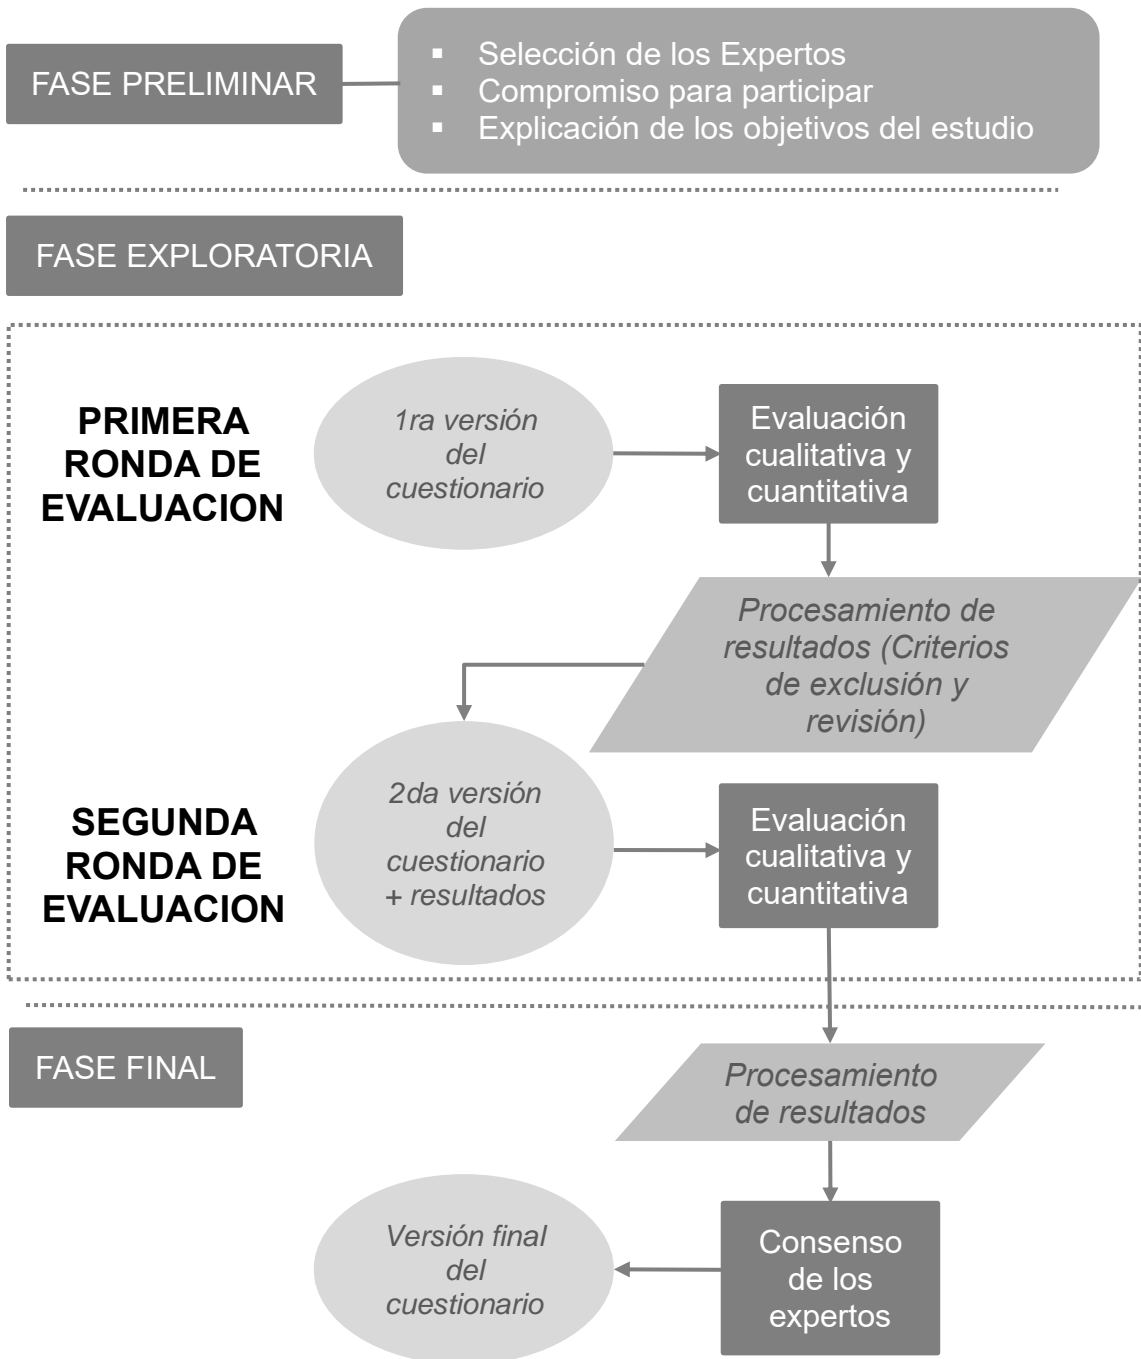 FASE PRELIMINAR
▪ Selección de los Expertos
▪ Compromiso para participar
▪ Explicación de los objetivos del estudio
FASE EXPLORATORIA
PRIMERA
RONDA DE
EVALUACION
1ra versión
del
cuestionario
Evaluación
cualitativa y
cuantitativa
Procesamiento de
resultados (Criterios
de exclusión y
revisión)
SEGUNDA
RONDA DE
EVALUACION
2da versión
del
cuestionario
+ resultados
Evaluación
cualitativa y
cuantitativa
FASE FINAL
Procesamiento
de resultados
Consenso
de los
expertos
Versión final
del
cuestionario